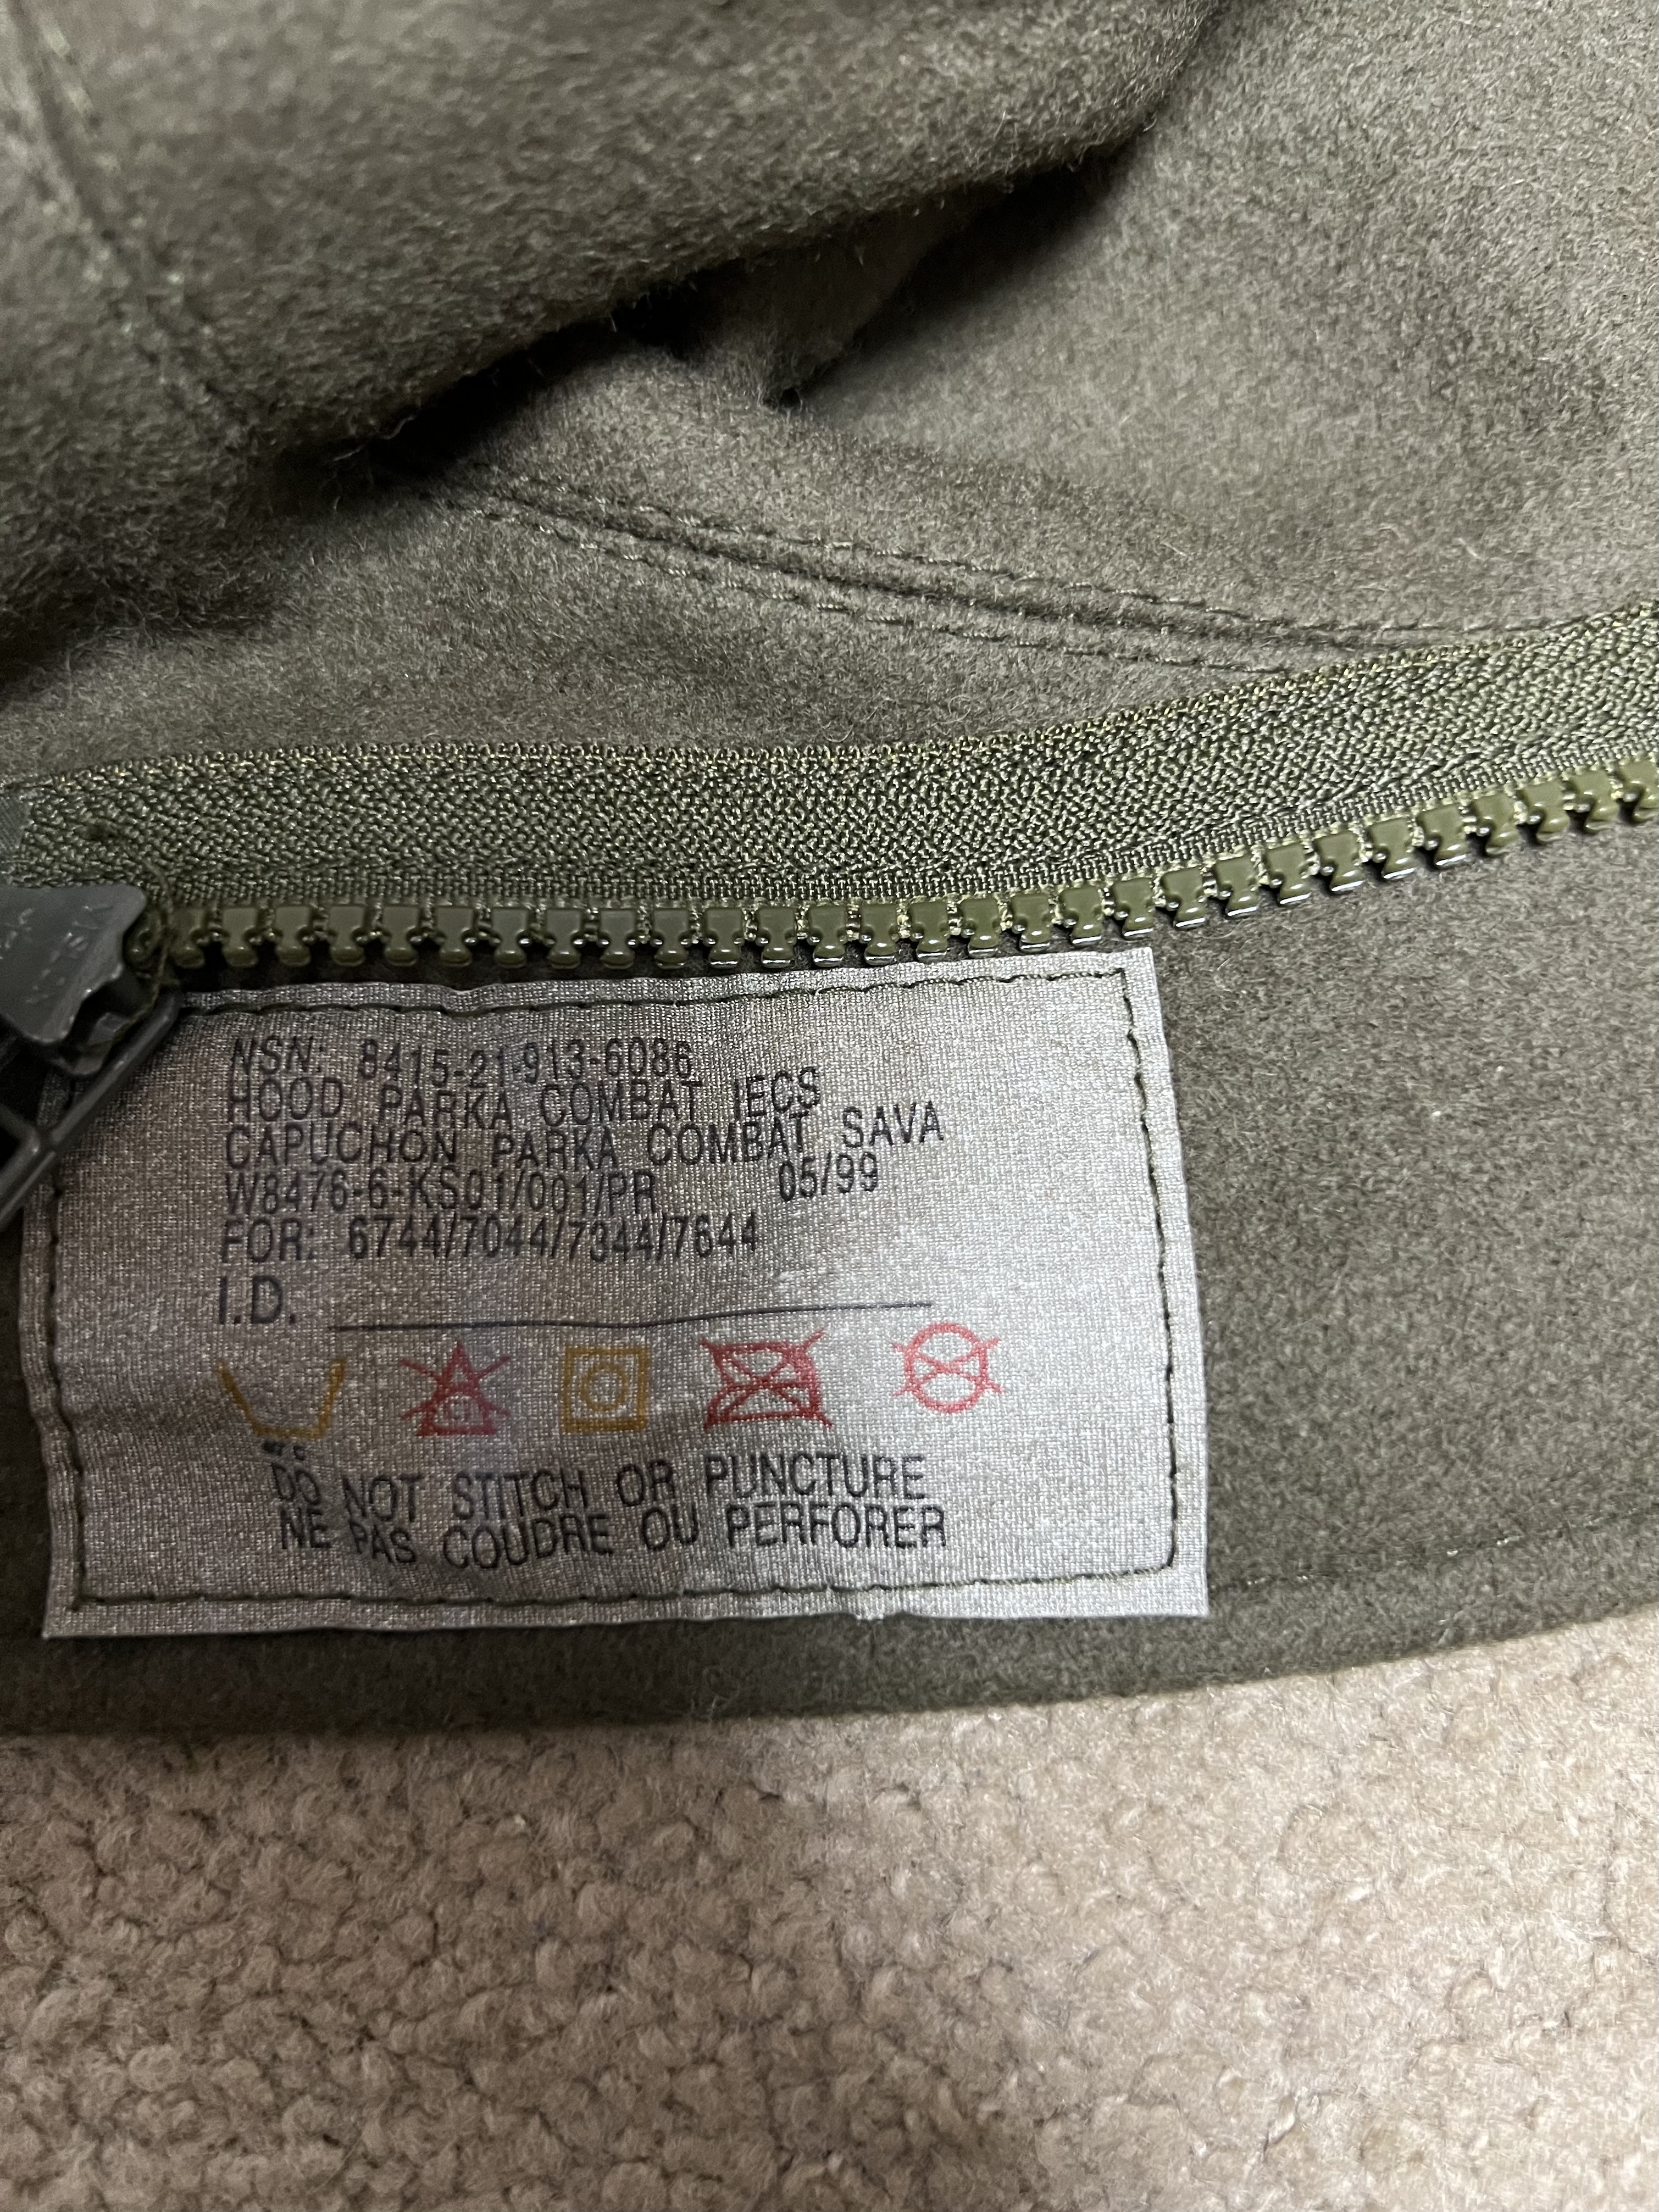 NSN: 8415-21-913-6086
HOOD PARKA COMBAT IECS
CAPUCHON PARKA COMBAT SAVA
W8476-6-KS01/001/PR 05/99
FOR: 6744/7044/7344/7644
I.D.
DO NOT STITCH OR PUNCTURE
NE PAS COUDRE OU PERFORER